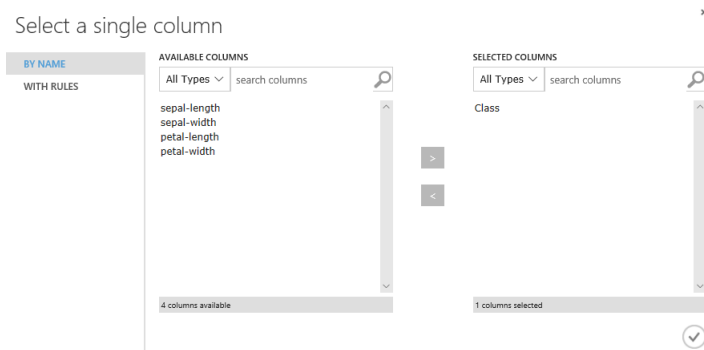 Select a single column
BY NAME
WITH RULES
AVAILABLE COLUMNS
All Types search columns
sepal-length
sepal-width
petal-length
petal-width
4 columns available
>
<
SELECTED COLUMNS
All Types search columns
Class
1 columns selected